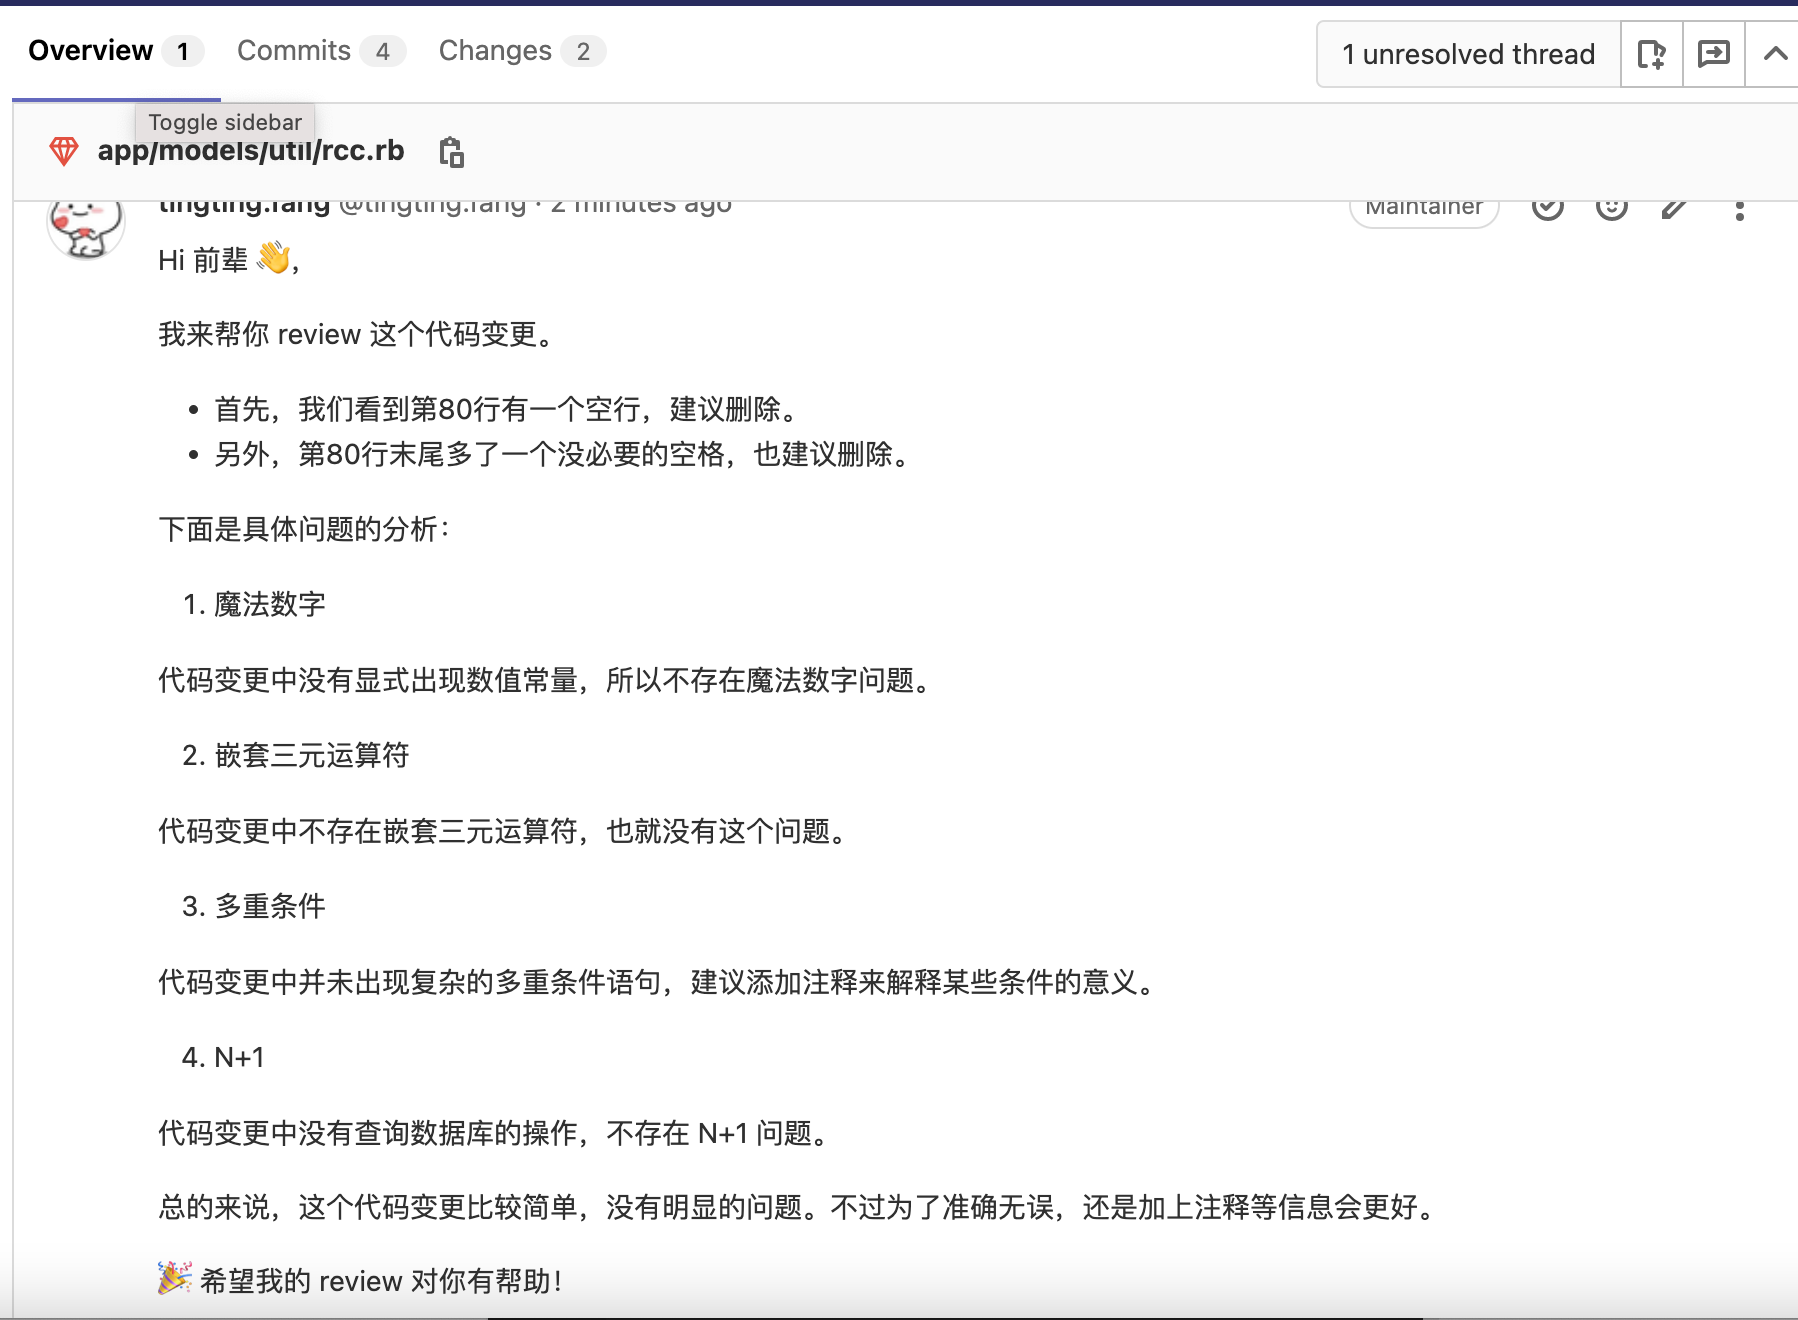 Overview 1 Commits 4 Changes 2 1 unresolved thread
Toggle sidebar
app/models/util/rcc.rb
tingting.fang @tingting.fang · 2 minutes ago Maintainer
Hi 前辈 👋,
我来帮你 review 这个代码变更。
• 首先，我们看到第80行有一个空行，建议删除。
• 另外，第80行末尾多了一个没必要的空格，也建议删除。
下面是具体问题的分析：
1. 魔法数字
代码变更中没有显式出现数值常量，所以不存在魔法数字问题。
2. 嵌套三元运算符
代码变更中不存在嵌套三元运算符，也就没有这个问题。
3. 多重条件
代码变更中并未出现复杂的多重条件语句，建议添加注释来解释某些条件的意义。
4. N+1
代码变更中没有查询数据库的操作，不存在 N+1 问题。
总的来说，这个代码变更比较简单，没有明显的问题。不过为了准确无误，还是加上注释等信息会更好。
🎉 希望我的 review 对你有帮助！